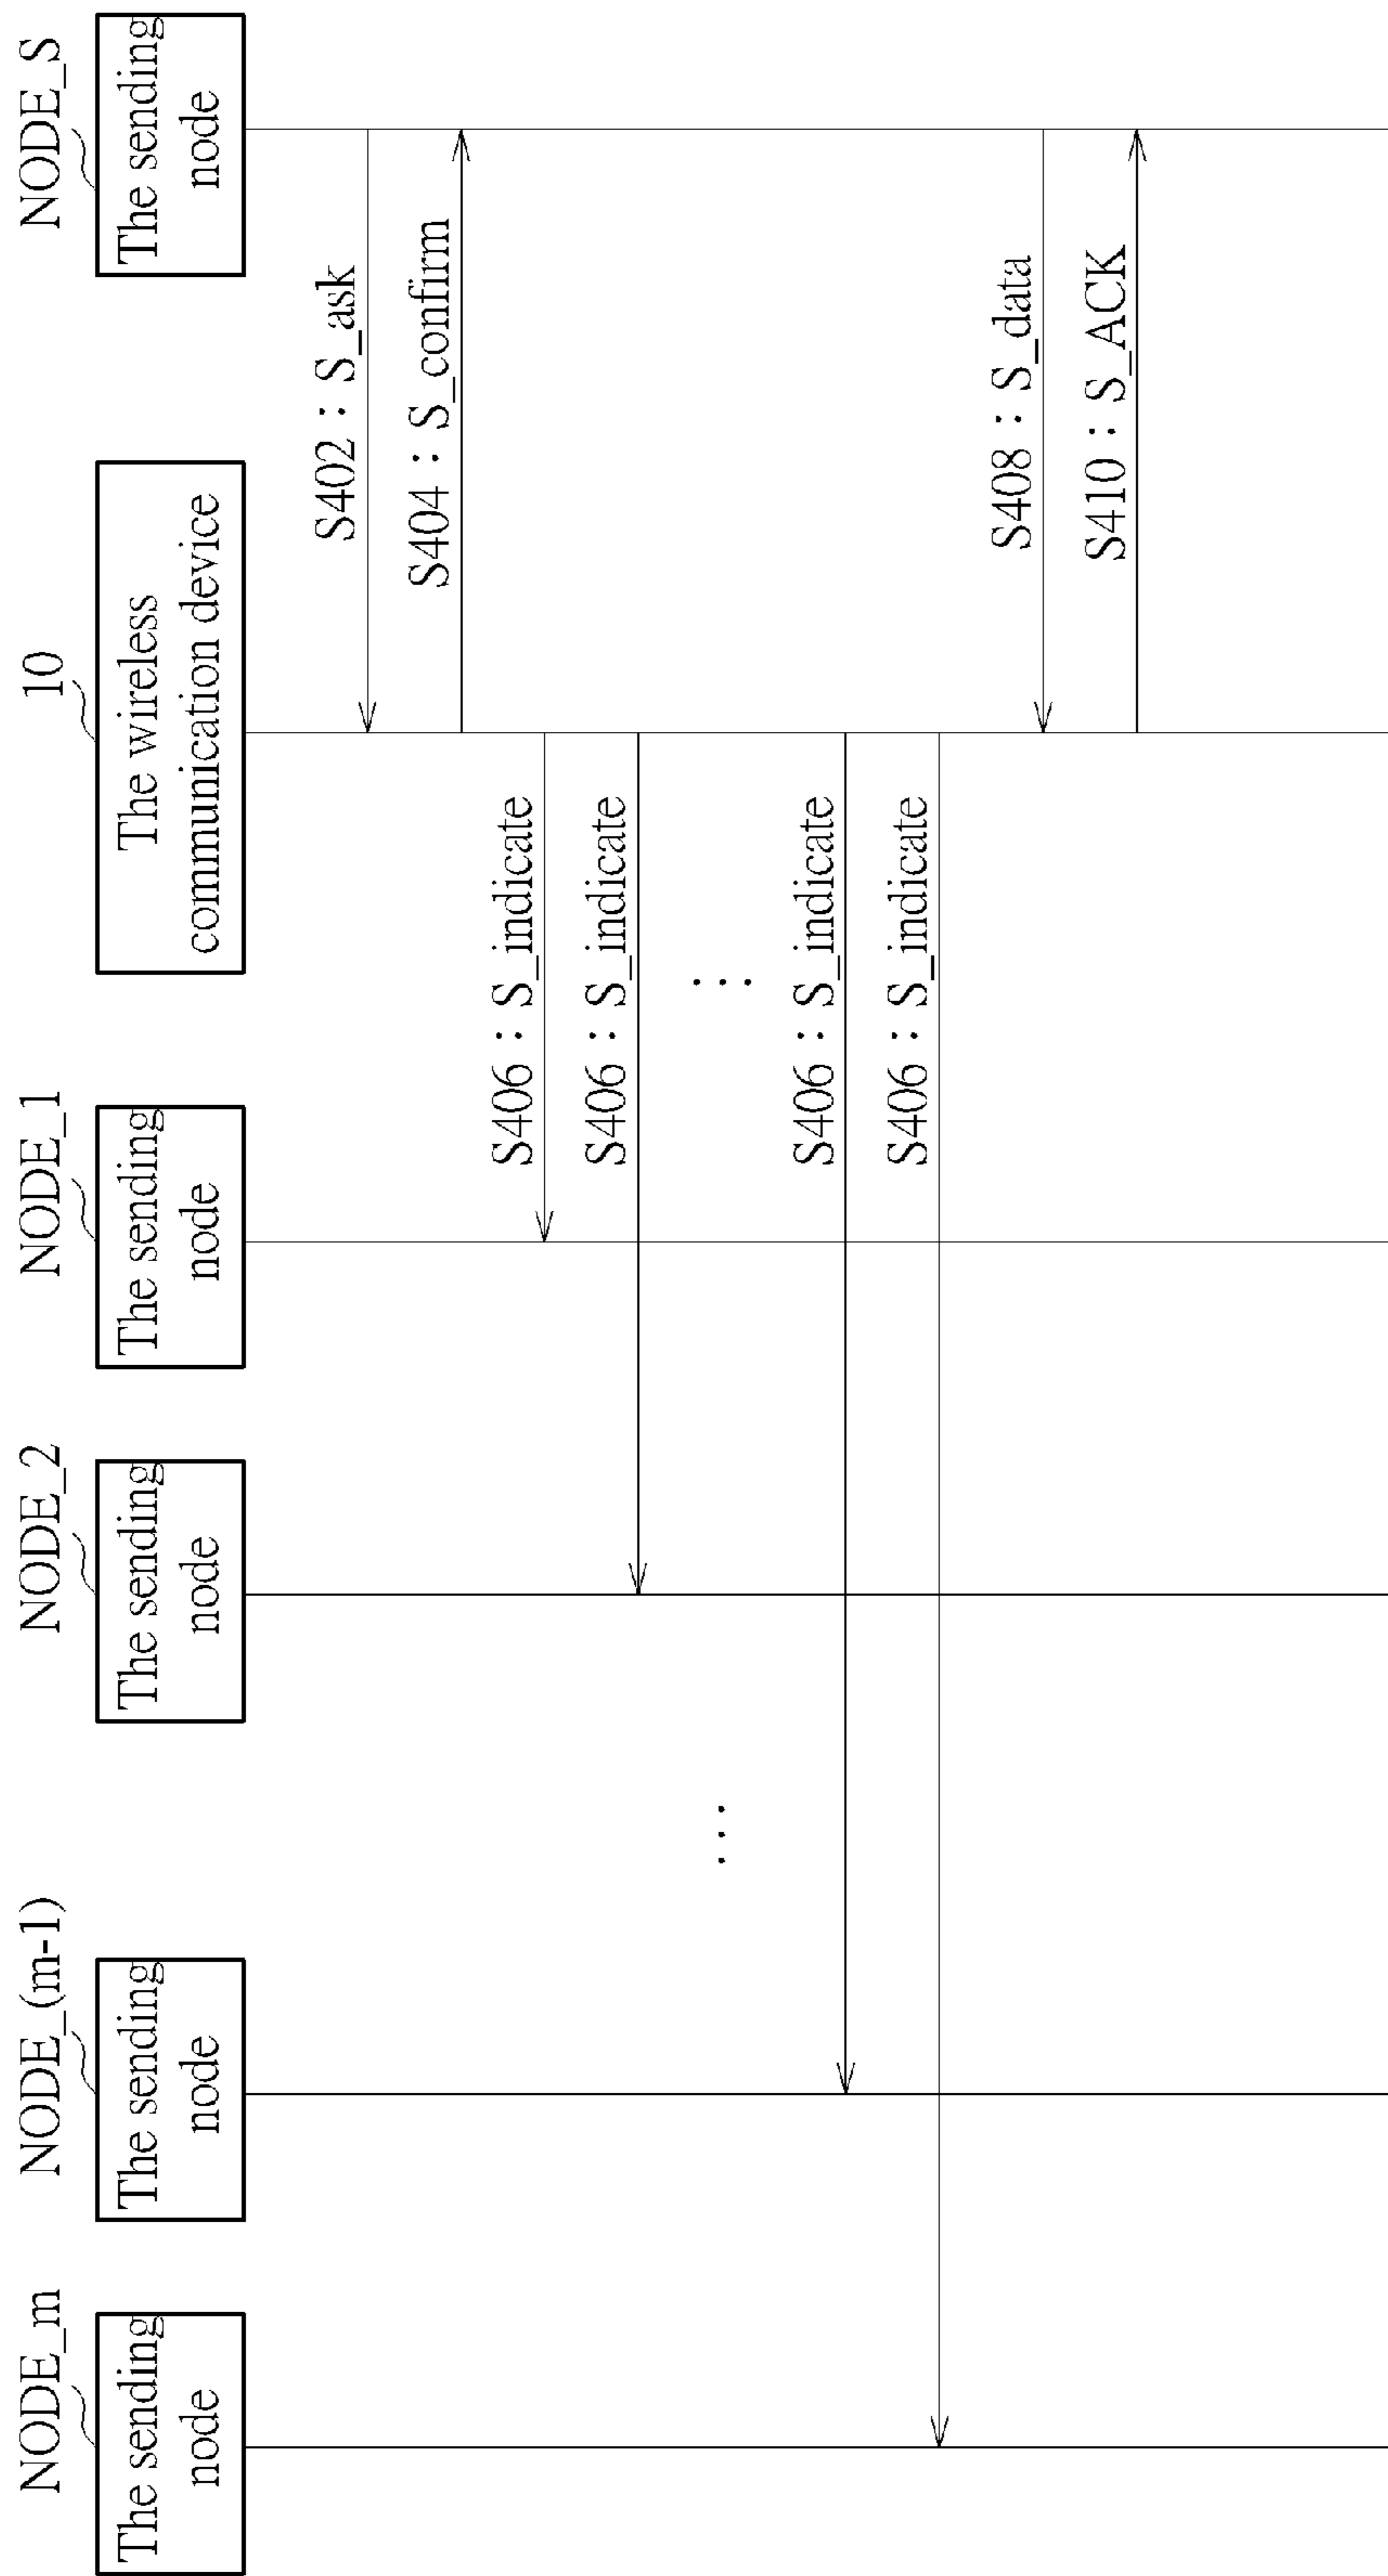 NODE_m
NODE_(m-1)
NODE_2
NODE_1
10
NODE_S
The sending
node
The sending
node
The sending
node
The sending
node
The wireless
communication device
The sending
node
S402 : S_ask
S404 : S_confirm
S406 : S_indicate
S406 : S_indicate
...
...
S406 : S_indicate
S406 : S_indicate
S408 : S_data
S410 : S_ACK